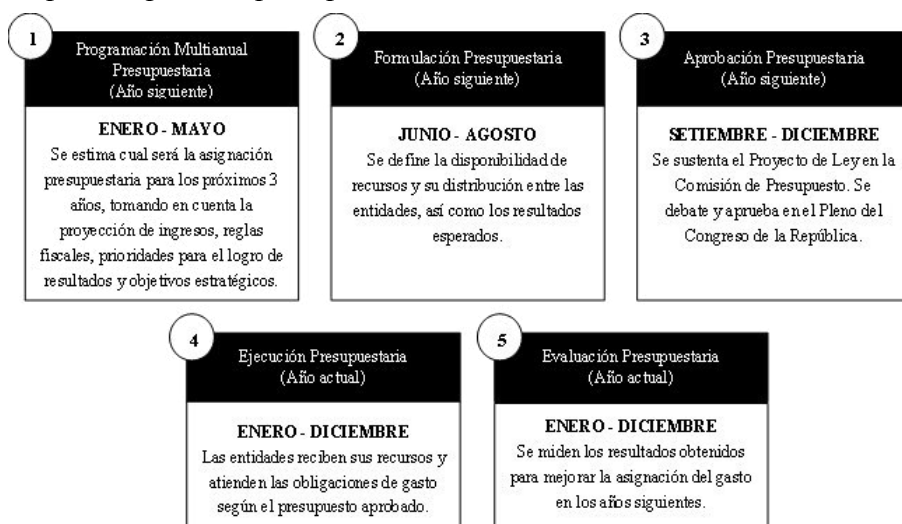 1
Programación Multianual
Presupuestaria
(Año siguiente)
ENERO - MAYO
Se estima cual será la asignación
presupuestaria para los próximos 3
años, tomando en cuenta la
proyección de ingresos, reglas
fiscales, prioridades para el logro de
resultados y objetivos estratégicos.
2
Formulación Presupuestaria
(Año siguiente)
JUNIO - AGOSTO
Se define la disponibilidad de
recursos y su distribución entre las
entidades, así como los resultados
esperados.
3
Aprobación Presupuestaria
(Año siguiente)
SETIEMBRE - DICIEMBRE
Se sustenta el Proyecto de Ley en la
Comisión de Presupuesto. Se
debate y aprueba en el Pleno del
Congreso de la República.
4
Ejecución Presupuestaria
(Año actual)
ENERO - DICIEMBRE
Las entidades reciben sus recursos y
atienden las obligaciones de gasto
según el presupuesto aprobado.
5
Evaluación Presupuestaria
(Año actual)
ENERO - DICIEMBRE
Se miden los resultados obtenidos
para mejorar la asignación del gasto
en los años siguientes.